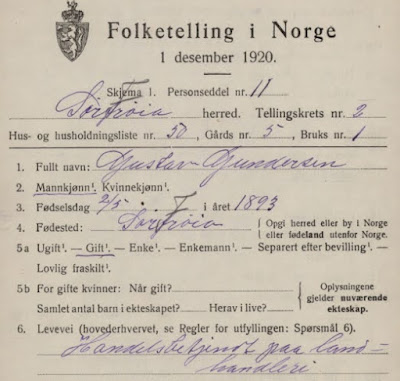 Folketelling i Norge
1 desember 1920.
Skjema 1. Personseddel nr. 11
Sørfrøia herred. Tellingskrets nr. 2
Hus- og husholdningsliste nr. 50, Gårds nr. 5, Bruks nr. 1
1. Fullt navn: Gustav Gundersen
2. Mannkjønn¹. Kvinnekjønn¹.
3. Fødselsdag 2/5 i året 1893
4. Fødested: Sørfrøia { Opgi herred eller by i Norge eller fødeland utenfor Norge.
5a Ugift¹. — Gift¹. — Enke¹. — Enkemann¹. — Separert efter bevilling¹. —
Lovlig fraskilt¹.
5b For gifte kvinner: Når gift?
Samlet antal barn i ekteskapet? Herav i live? } Oplysningene gjelder nuværende ekteskap.
6. Levevei (hovederhvervet, se Regler for utfyllingen: Spørsmål 6).
Handelsbetjent paa land-
handleri